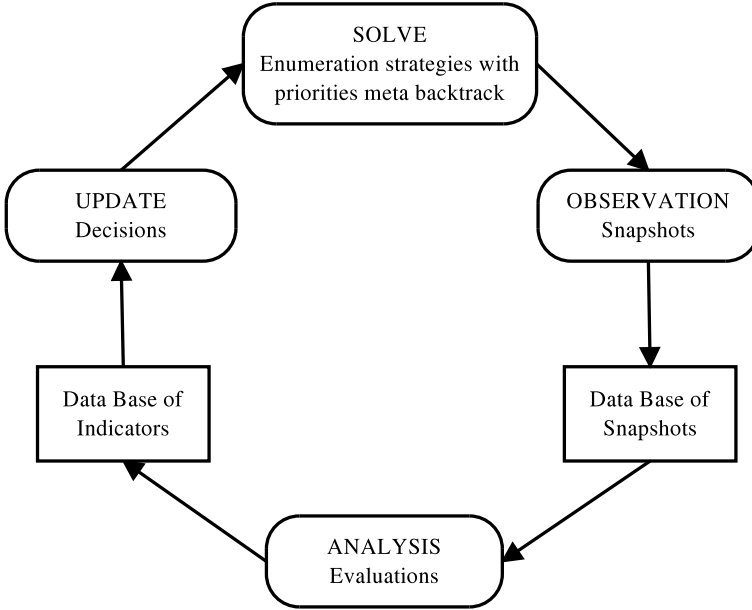 SOLVE
Enumeration strategies with
priorities meta backtrack
UPDATE
Decisions
OBSERVATION
Snapshots
Data Base of
Indicators
Data Base of
Snapshots
ANALYSIS
Evaluations